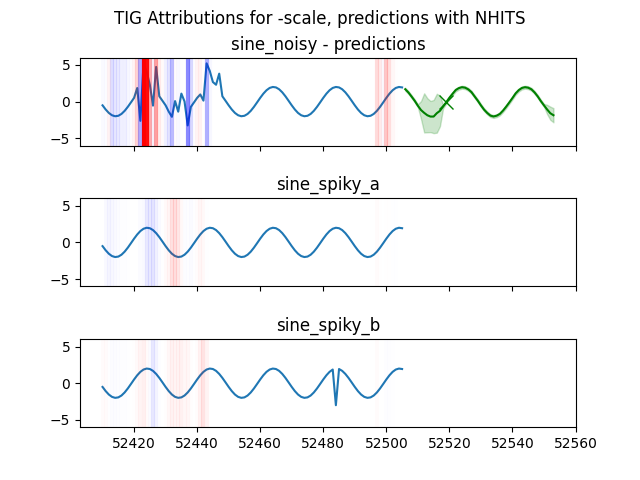 TIG Attributions for -scale, predictions with NHITS
sine_noisy - predictions
5
0
−5
sine_spiky_a
5
0
−5
sine_spiky_b
5
0
−5
52420 52440 52460 52480 52500 52520 52540 52560